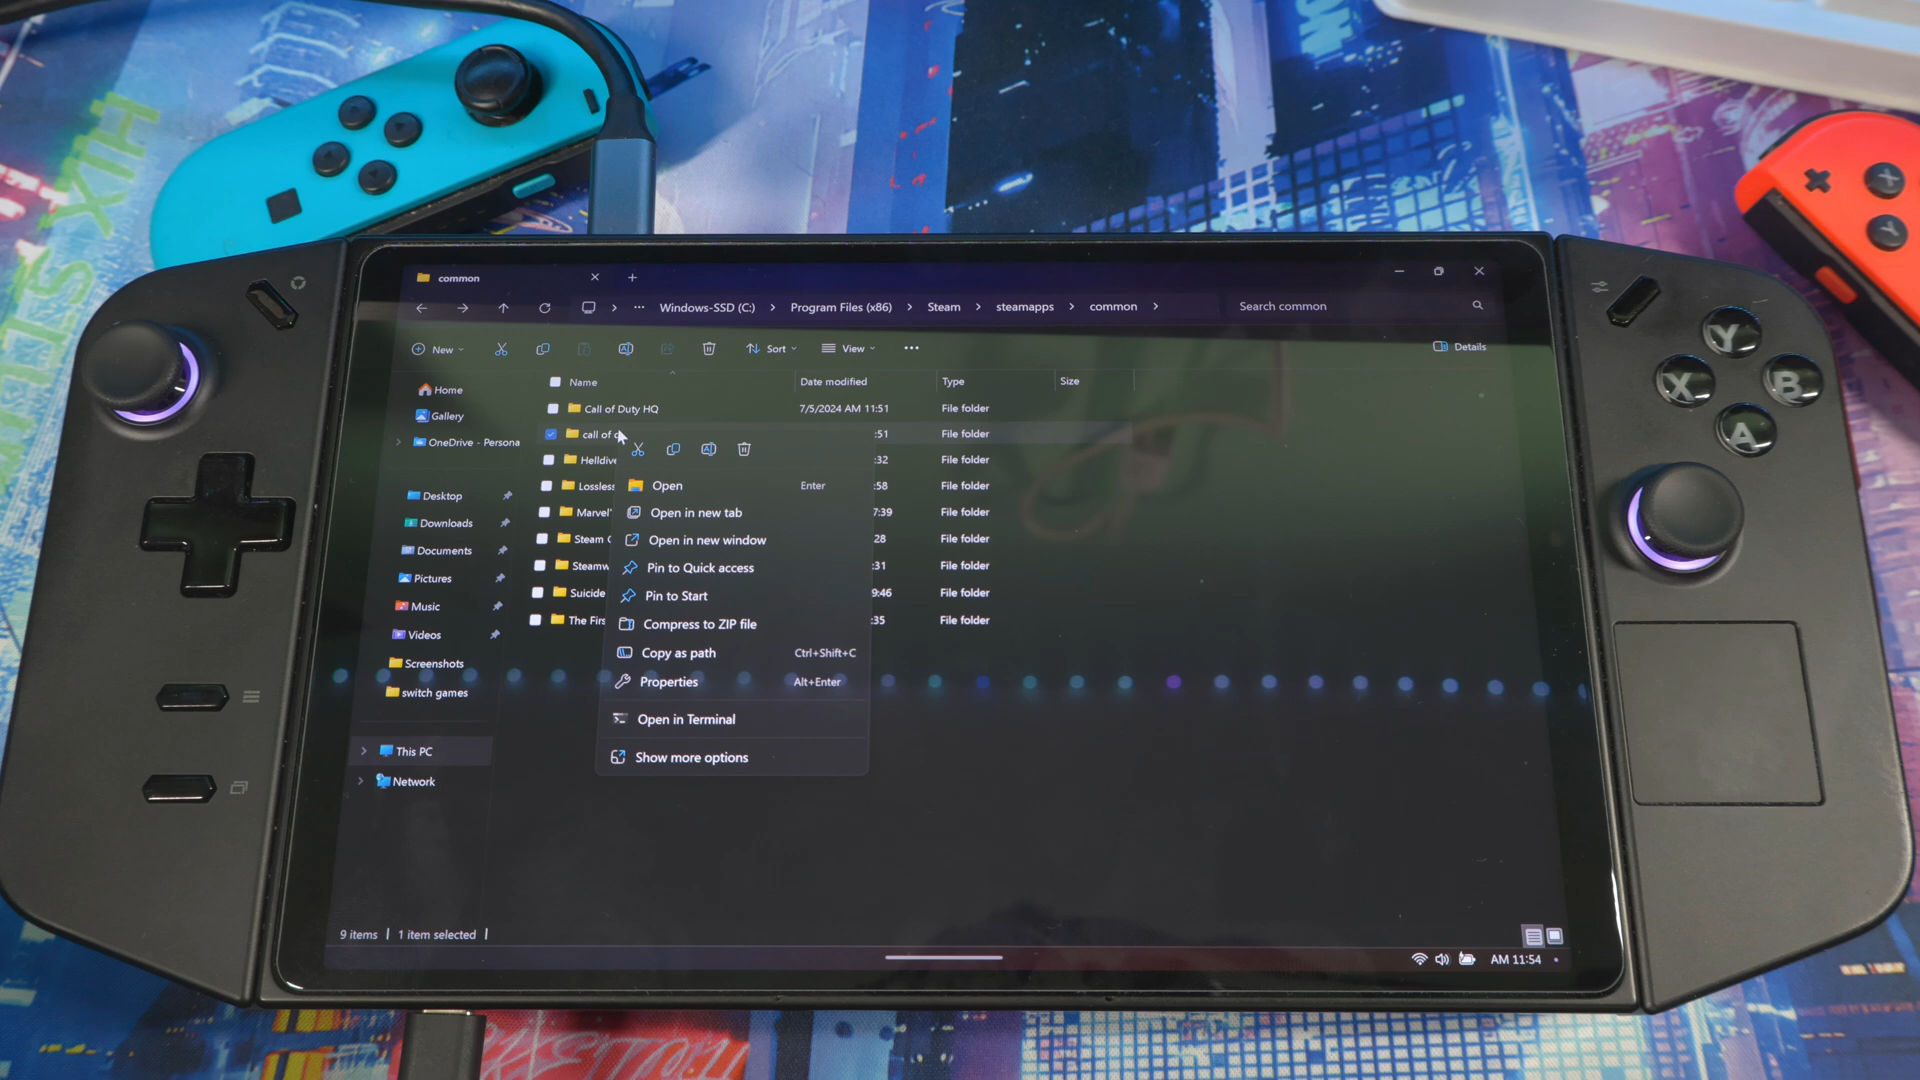 common
Windows-SSD (C:) Program Files (x86) Steam steamapps common Search common
New Sort View Details
Name Date modified Type Size
Call of Duty HQ 7/5/2024 AM 11:51 File folder
call of :51 File folder
Helldive :32 File folder
Lossless :58 File folder
Marvel' 7:39 File folder
Steam 28 File folder
Steamw :31 File folder
Suicide 9:46 File folder
The Firs :35 File folder
Home
Gallery
OneDrive - Persona
Desktop
Downloads
Documents
Pictures
Music
Videos
Screenshots
switch games
This PC
Network
Open Enter
Open in new tab
Open in new window
Pin to Quick access
Pin to Start
Compress to ZIP file
Copy as path Ctrl+Shift+C
Properties Alt+Enter
Open in Terminal
Show more options
9 items 1 item selected
AM 11:54
Y
X
B
A
X
Y